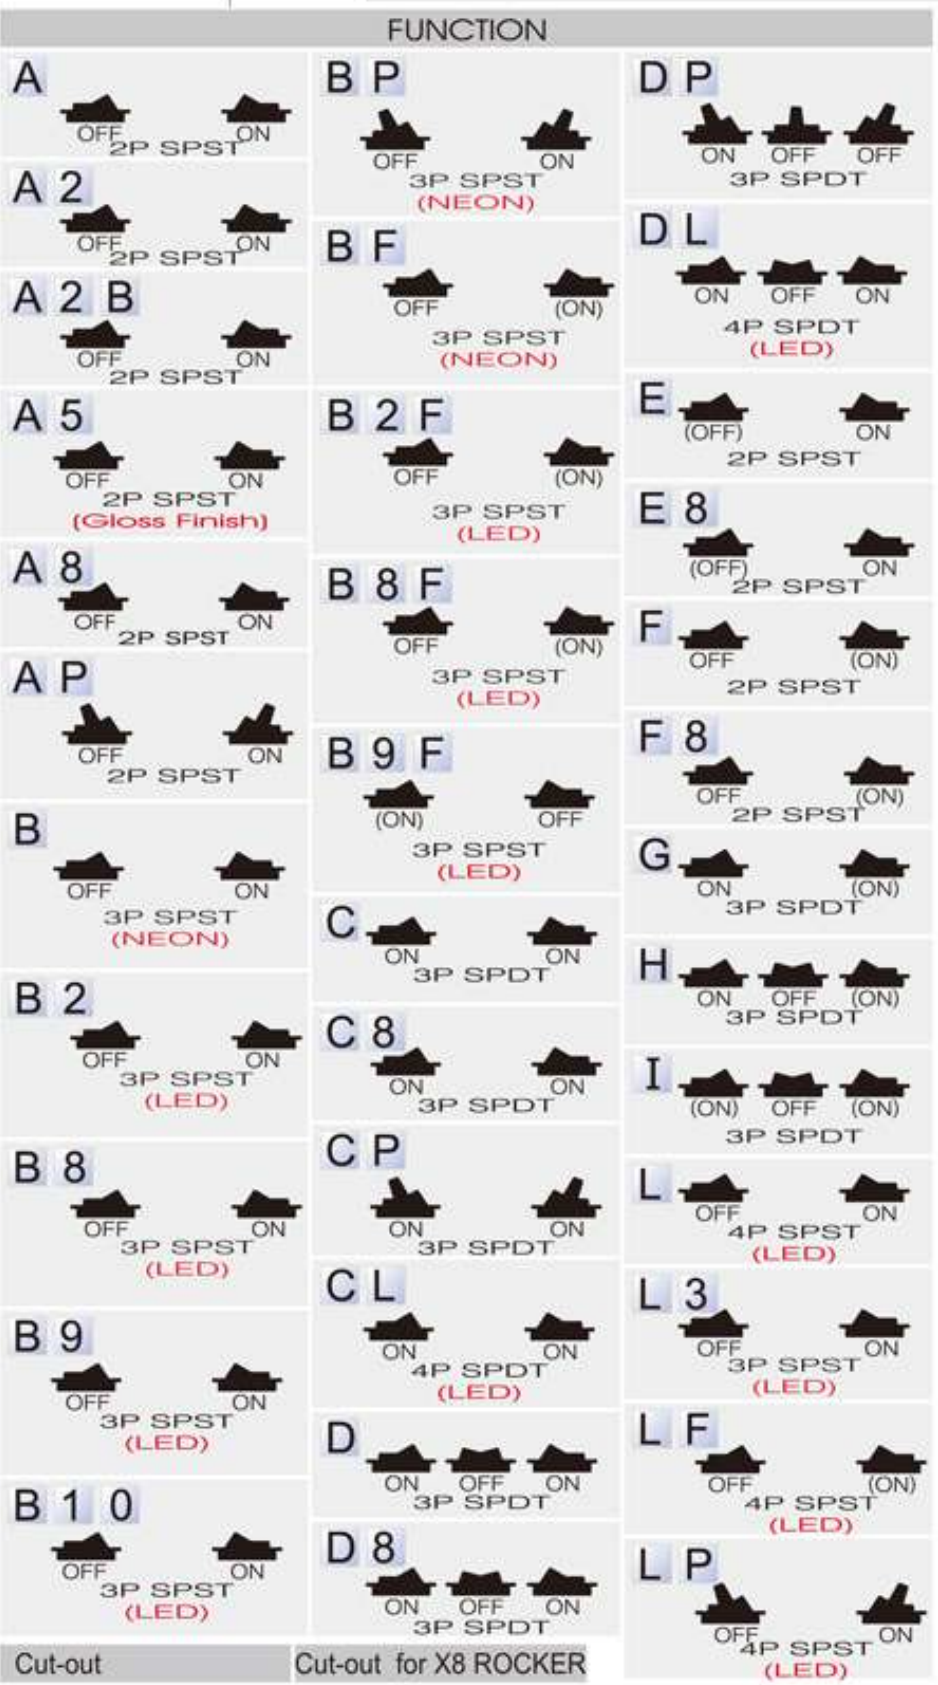 FUNCTION
A
OFF ON
2P SPST
A 2
OFF ON
2P SPST
A 2 B
OFF ON
2P SPST
A 5
OFF ON
2P SPST
(Gloss Finish)
A 8
OFF ON
2P SPST
A P
OFF ON
2P SPST
B
OFF ON
3P SPST
(NEON)
B 2
OFF ON
3P SPST
(LED)
B 8
OFF ON
3P SPST
(LED)
B 9
OFF ON
3P SPST
(LED)
B 1 0
OFF ON
3P SPST
(LED)
B P
OFF ON
3P SPST
(NEON)
B F
OFF (ON)
3P SPST
(NEON)
B 2 F
OFF (ON)
3P SPST
(LED)
B 8 F
OFF (ON)
3P SPST
(LED)
B 9 F
(ON) OFF
3P SPST
(LED)
C
ON ON
3P SPDT
C 8
ON ON
3P SPDT
C P
ON ON
3P SPDT
C L
ON ON
4P SPDT
(LED)
D
ON OFF ON
3P SPDT
D 8
ON OFF ON
3P SPDT
D P
ON OFF OFF
3P SPDT
D L
ON OFF ON
4P SPDT
(LED)
E
(OFF) ON
2P SPST
E 8
(OFF) ON
2P SPST
F
OFF (ON)
2P SPST
F 8
OFF (ON)
2P SPST
G
ON (ON)
3P SPDT
H
ON OFF (ON)
3P SPDT
I
(ON) OFF (ON)
3P SPDT
L
OFF ON
4P SPST
(LED)
L 3
OFF ON
3P SPST
(LED)
L F
OFF (ON)
4P SPST
(LED)
L P
OFF ON
4P SPST
(LED)
Cut-out
Cut-out for X8 ROCKER